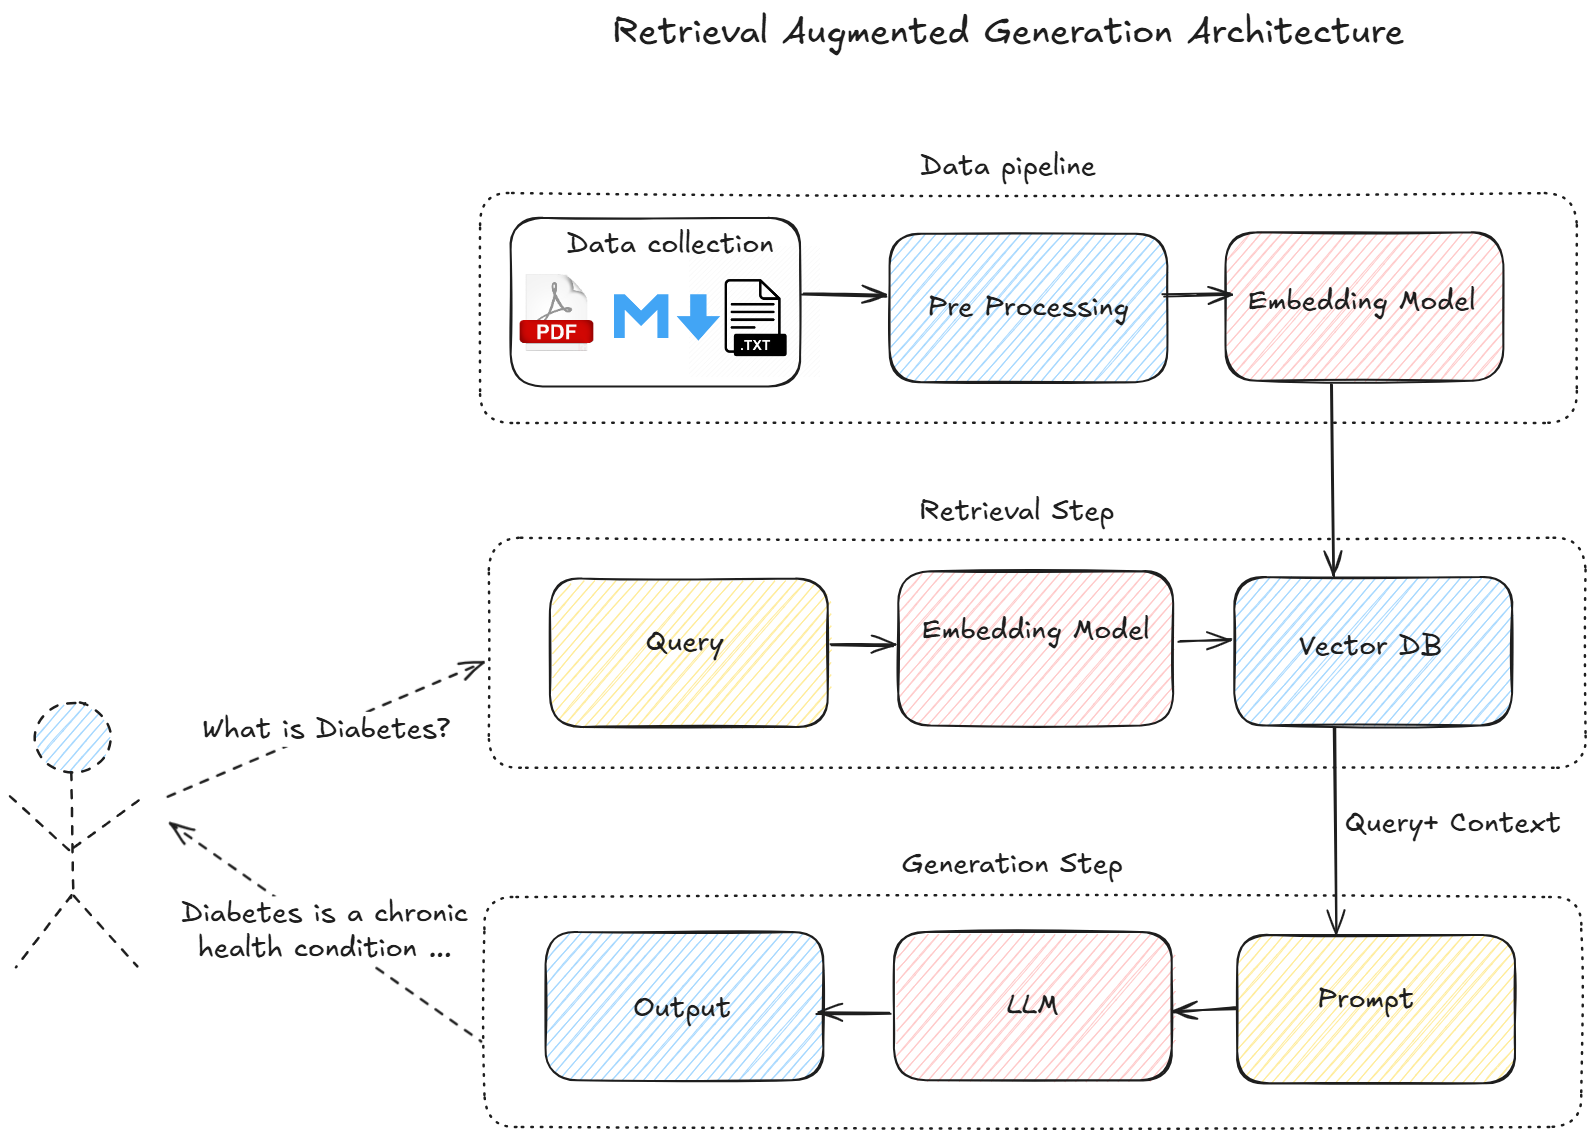 Retrieval Augmented Generation Architecture
Data pipeline
Data collection
PDF
M
.TXT
Pre Processing
Embedding Model
Retrieval Step
Query
Embedding Model
Vector DB
What is Diabetes?
Query+ Context
Generation Step
Diabetes is a chronic
health condition ...
Output
LLM
Prompt